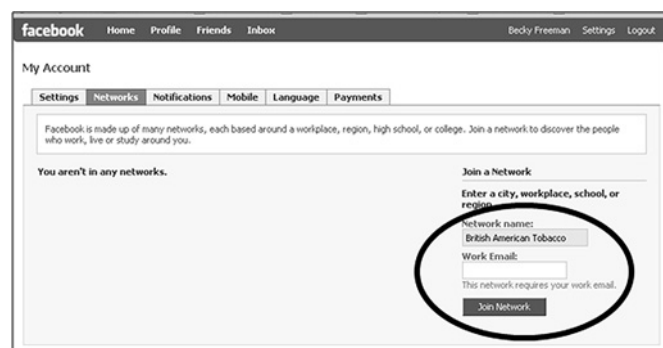 facebook Home Profile Friends Inbox Becky Freeman Settings Logout
My Account
Settings Networks Notifications Mobile Language Payments
Facebook is made up of many networks, each based around a workplace, region, high school, or college. Join a network to discover the people
who work, live or study around you.
You aren't in any networks.
Join a Network
Enter a city, workplace, school, or
region
Network name:
British American Tobacco
Work Email:
This network requires your work email.
Join Network